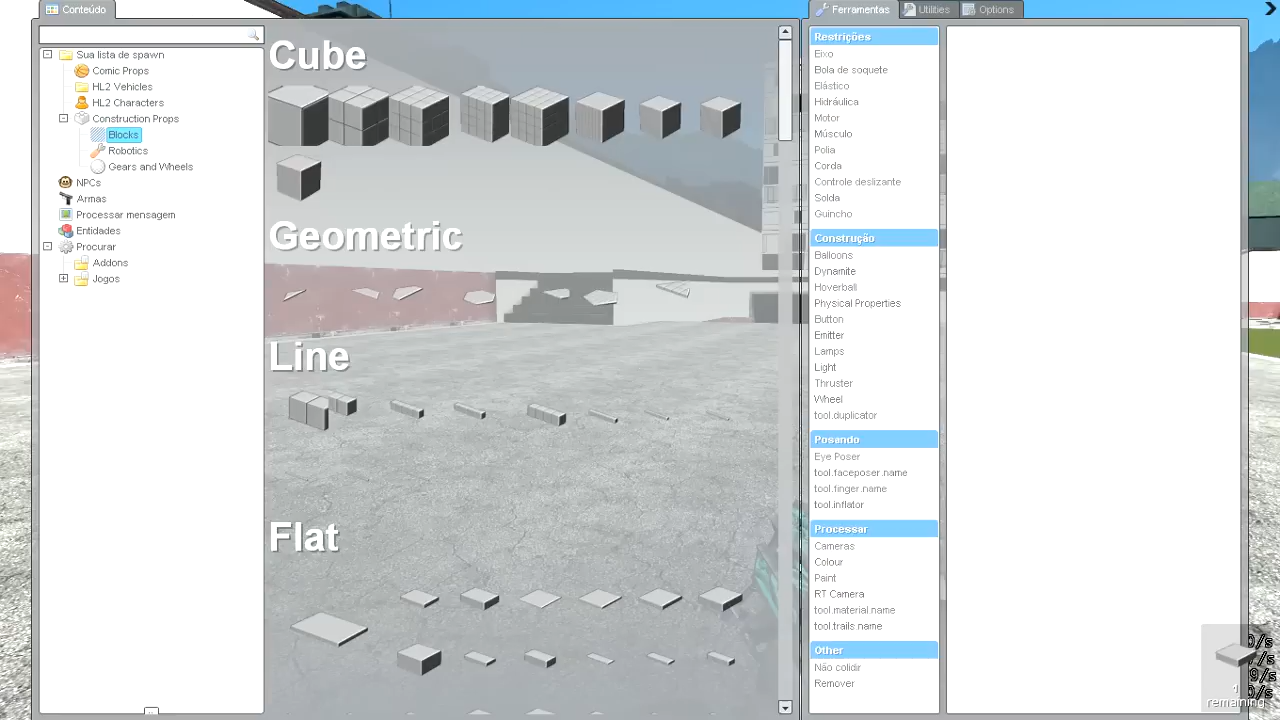 Conteúdo
Sua lista de spawn
Comic Props
HL2 Vehicles
HL2 Characters
Construction Props
Blocks
Robotics
Gears and Wheels
NPCs
Armas
Processar mensagem
Entidades
Procurar
Addons
Jogos
Cube
Geometric
Line
Flat
Ferramentas
Utilities
Options
Restrições
Eixo
Bola de soquete
Elástico
Hidráulica
Motor
Músculo
Polia
Corda
Controle deslizante
Solda
Guincho
Construção
Balloons
Dynamite
Hoverball
Physical Properties
Button
Emitter
Lamps
Light
Thruster
Wheel
tool.duplicator
Posando
Eye Poser
tool.faceposer.name
tool.finger.name
tool.inflator
Processar
Cameras
Colour
Paint
RT Camera
tool.material.name
tool.trails.name
Other
Não colidir
Remover
0/s
/s
9/s
0/s
1
remaining